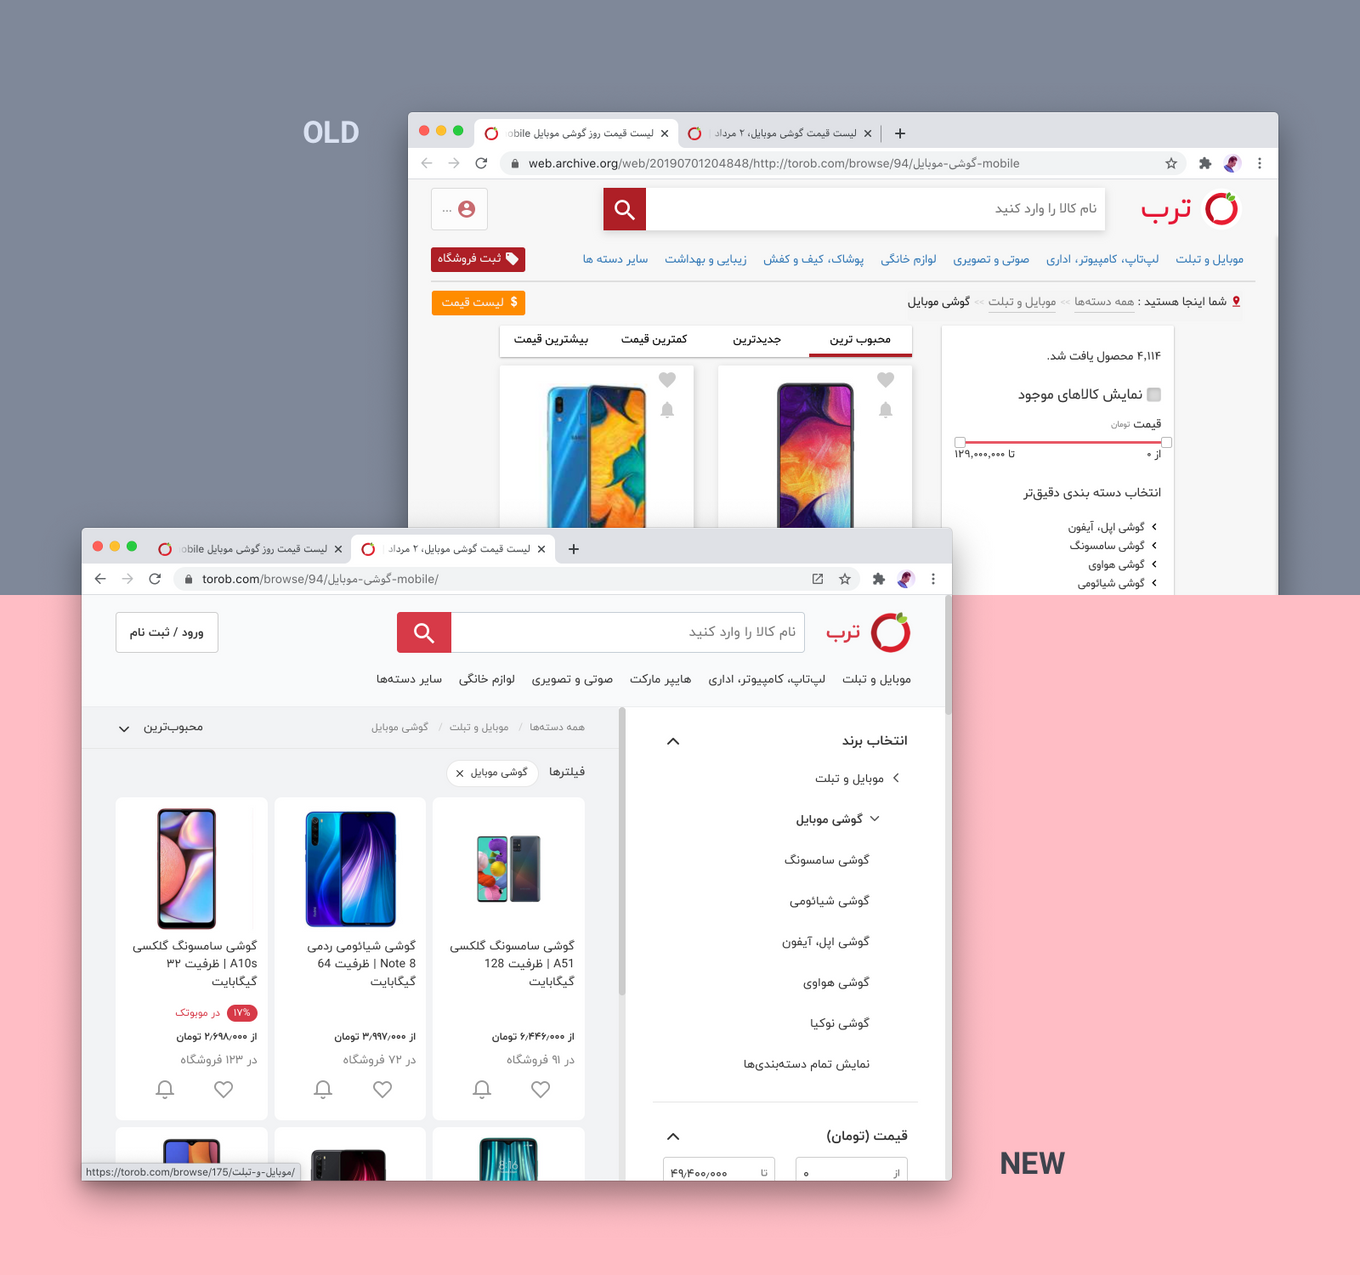 OLD
لیست قیمت روز گوشی موبایل obile
لیست قیمت گوشی موبایل، ۲ مرداد
web.archive.org/web/20190701204848/http://torob.com/browse/94/گوشی-موبایل-mobile
ترب
نام کالا را وارد کنید
...
موبایل و تبلت
لپ‌تاپ، کامپیوتر، اداری
صوتی و تصویری
لوازم خانگی
پوشاک، کیف و کفش
زیبایی و بهداشت
سایر دسته ها
ثبت فروشگاه
شما اینجا هستید : همه دسته‌ها >> موبایل و تبلت >> گوشی موبایل
$ لیست قیمت
۴,۱۱۴ محصول یافت شد.
نمایش کالاهای موجود
قیمت تومان
از ۰
تا ۱۲۹,۰۰۰,۰۰۰
انتخاب دسته بندی دقیق‌تر
گوشی اپل، آیفون
گوشی سامسونگ
گوشی هواوی
گوشی شیائومی
محبوب ترین
جدیدترین
کمترین قیمت
بیشترین قیمت
لیست قیمت روز گوشی موبایل obile
لیست قیمت گوشی موبایل، ۲ مرداد
torob.com/browse/94/گوشی-موبایل-mobile/
ترب
نام کالا را وارد کنید
ورود / ثبت نام
موبایل و تبلت
لپ‌تاپ، کامپیوتر، اداری
هایپر مارکت
صوتی و تصویری
لوازم خانگی
سایر دسته‌ها
انتخاب برند
موبایل و تبلت
گوشی موبایل
گوشی سامسونگ
گوشی شیائومی
گوشی اپل، آیفون
گوشی هواوی
گوشی نوکیا
نمایش تمام دسته‌بندی‌ها
قیمت (تومان)
از ۰
تا ۴۹٫۴۰۰٫۰۰۰
همه دسته‌ها / موبایل و تبلت / گوشی موبایل
محبوب‌ترین
فیلترها
گوشی موبایل
گوشی سامسونگ گلکسی
A51 | ظرفیت 128
گیگابایت
از ۶٫۴۴۶٫۰۰۰ تومان
در ۹۱ فروشگاه
گوشی شیائومی ردمی
Note 8 | ظرفیت 64
گیگابایت
از ۳٫۹۹۷٫۰۰۰ تومان
در ۷۲ فروشگاه
گوشی سامسونگ گلکسی
A10s | ظرفیت ۳۲
گیگابایت
۱۷% در موبوتک
از ۲٫۶۹۸٫۰۰۰ تومان
در ۱۲۳ فروشگاه
8:16
https://torob.com/browse/175/موبایل-و-تبلت/
NEW